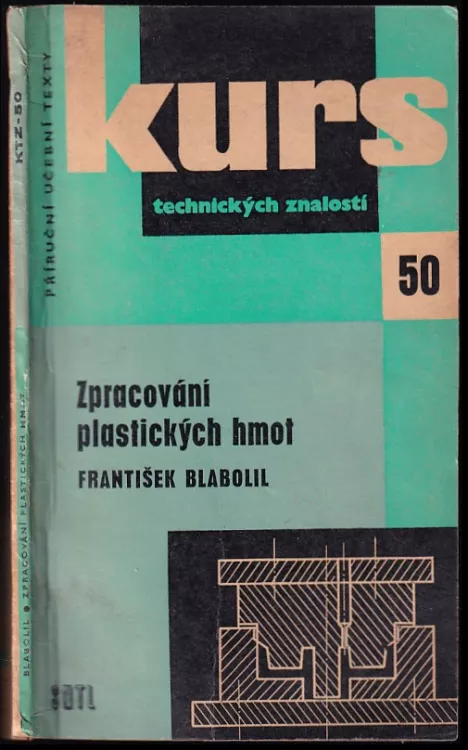 kurs
technických znalostí
PŘÍRUČNÍ UČEBNÍ TEXTY
50
Zpracování
plastických hmot
FRANTIŠEK BLABOLIL
SNTL
KTZ-50
BLABOLIL • ZPRACOVÁNÍ PLASTICKÝCH HMOT